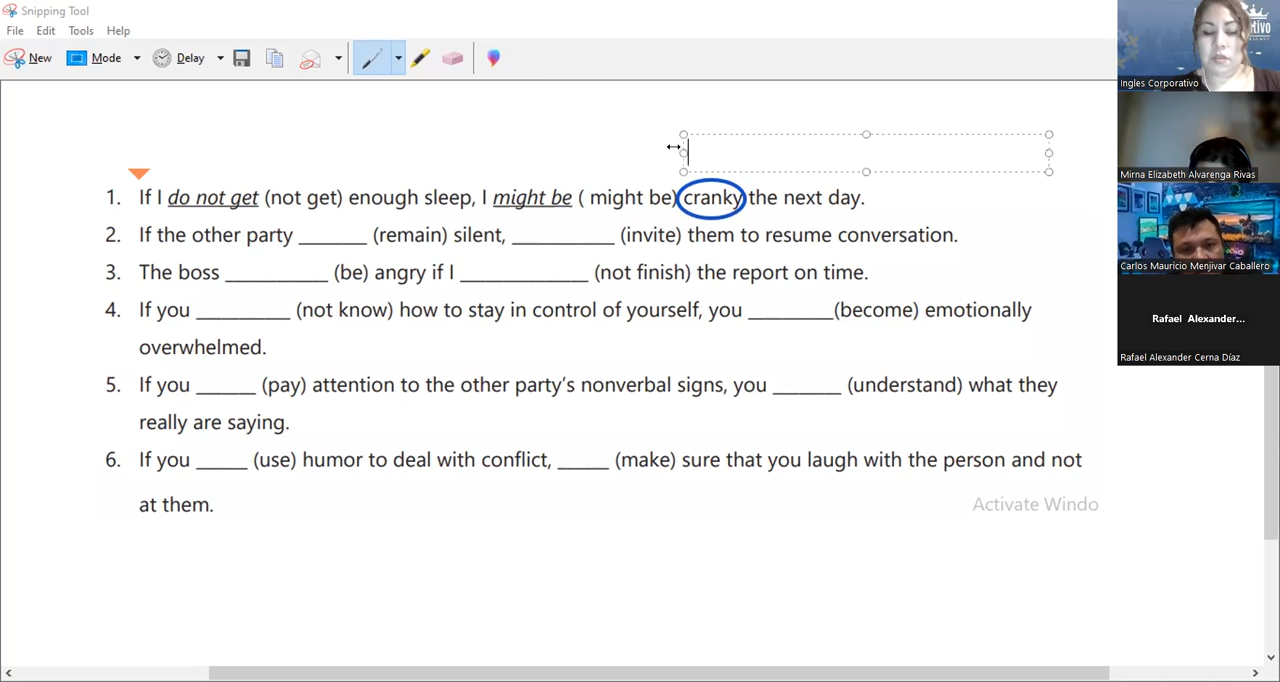 Snipping Tool
File Edit Tools Help
New Mode Delay
1. If I do not get (not get) enough sleep, I might be ( might be) cranky the next day.
2. If the other party ______ (remain) silent, _________ (invite) them to resume conversation.
3. The boss _________ (be) angry if I ___________ (not finish) the report on time.
4. If you ________ (not know) how to stay in control of yourself, you ________(become) emotionally
overwhelmed.
5. If you _____ (pay) attention to the other party's nonverbal signs, you ______ (understand) what they
really are saying.
6. If you ____ (use) humor to deal with conflict, ____ (make) sure that you laugh with the person and not
at them.
Activate Windo
Ingles Corporativo
Mirna Elizabeth Alvarenga Rivas
Carlos Mauricio Menjivar Caballero
Rafael Alexander...
Rafael Alexander Cerna Díaz